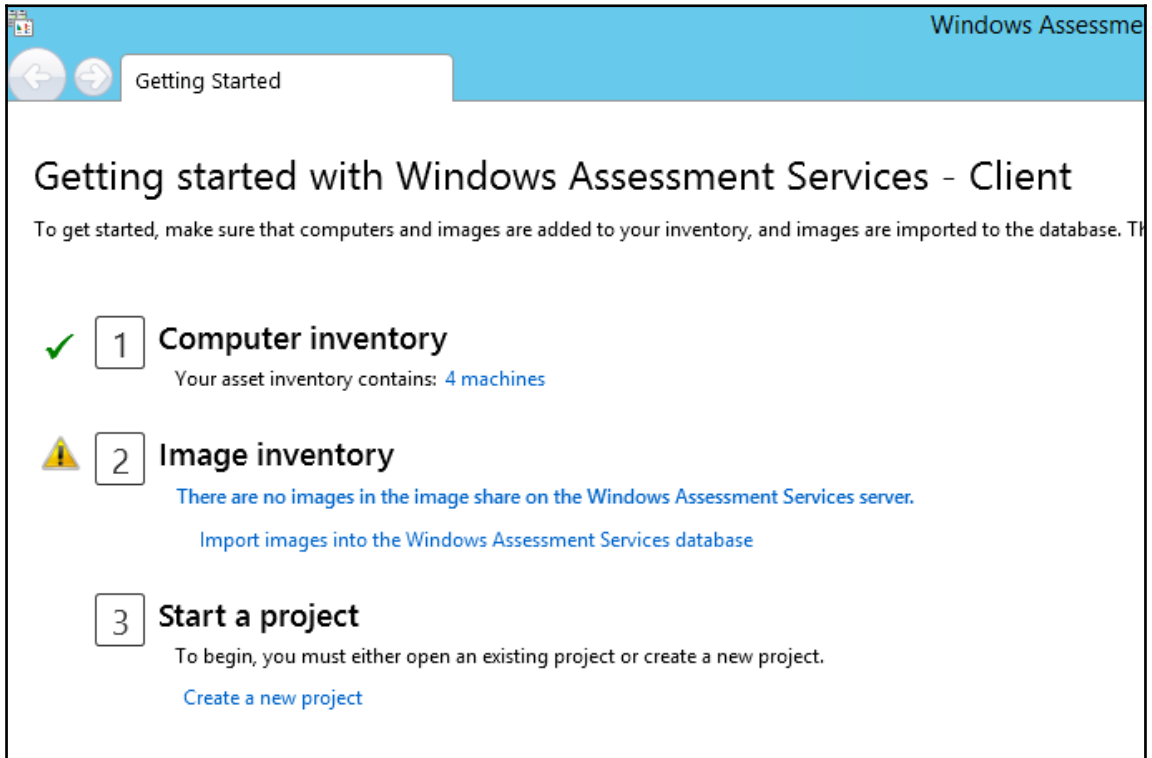 Windows Assessme
Getting Started
Getting started with Windows Assessment Services - Client
To get started, make sure that computers and images are added to your inventory, and images are imported to the database. Th
1 Computer inventory
Your asset inventory contains: 4 machines
2 Image inventory
There are no images in the image share on the Windows Assessment Services server.
Import images into the Windows Assessment Services database
3 Start a project
To begin, you must either open an existing project or create a new project.
Create a new project